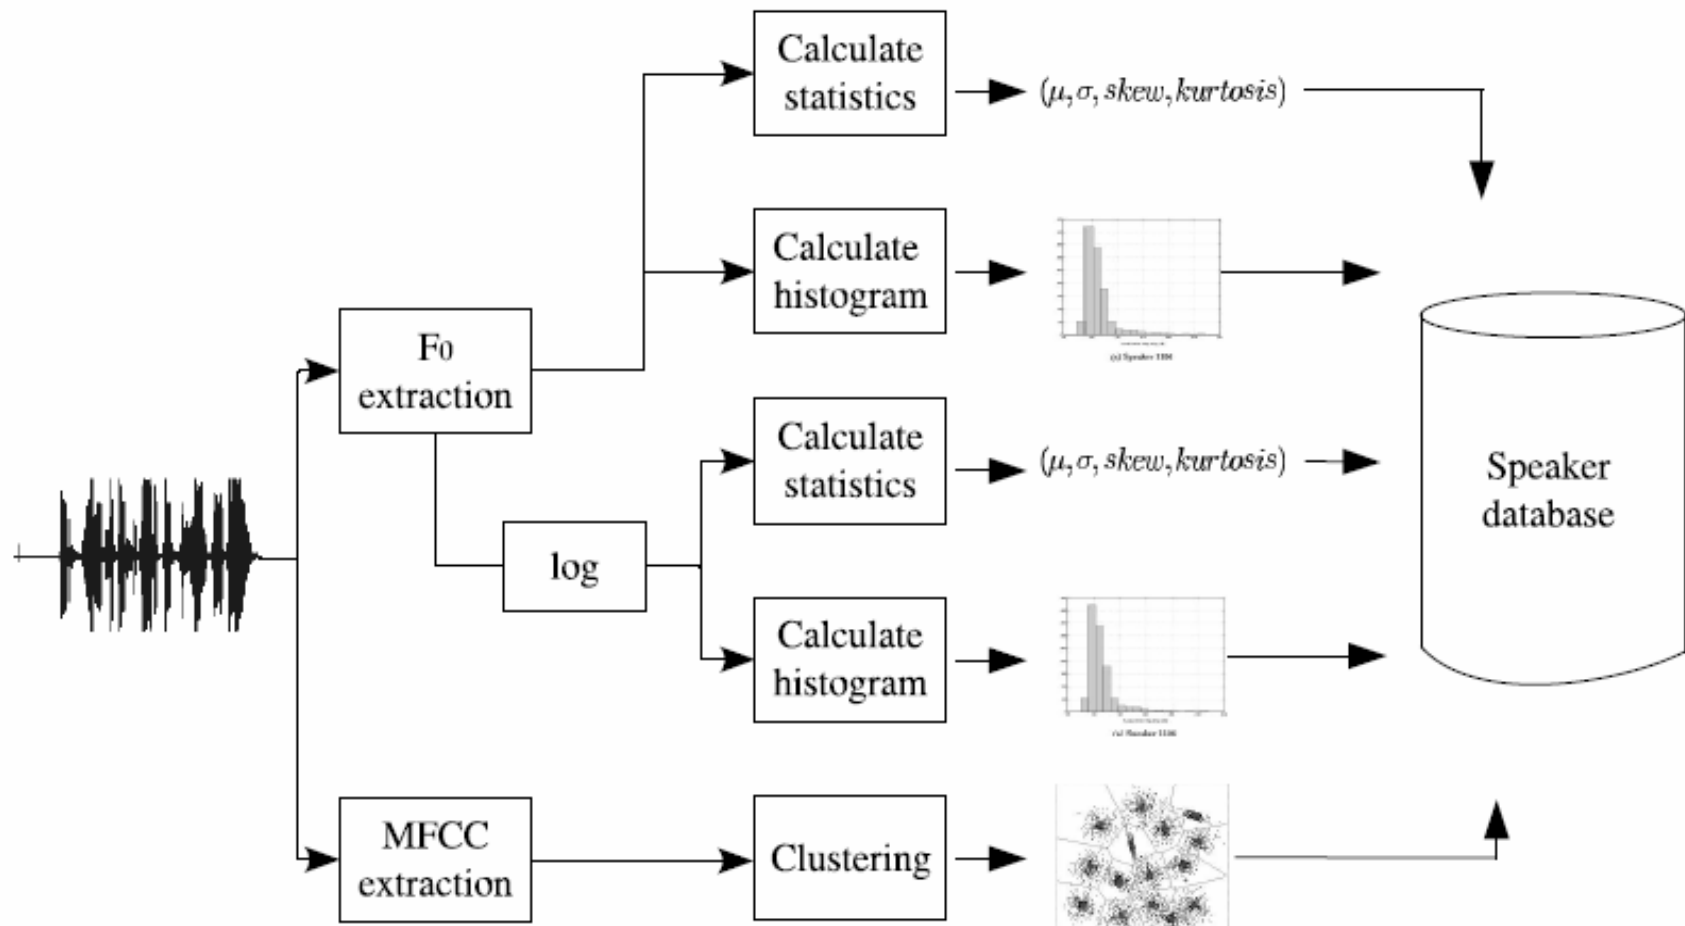 Calculate
statistics
(μ, σ, skew, kurtosis)
Calculate
histogram
F0
extraction
Calculate
statistics
(μ, σ, skew, kurtosis)
log
Calculate
histogram
Speaker
database
MFCC
extraction
Clustering